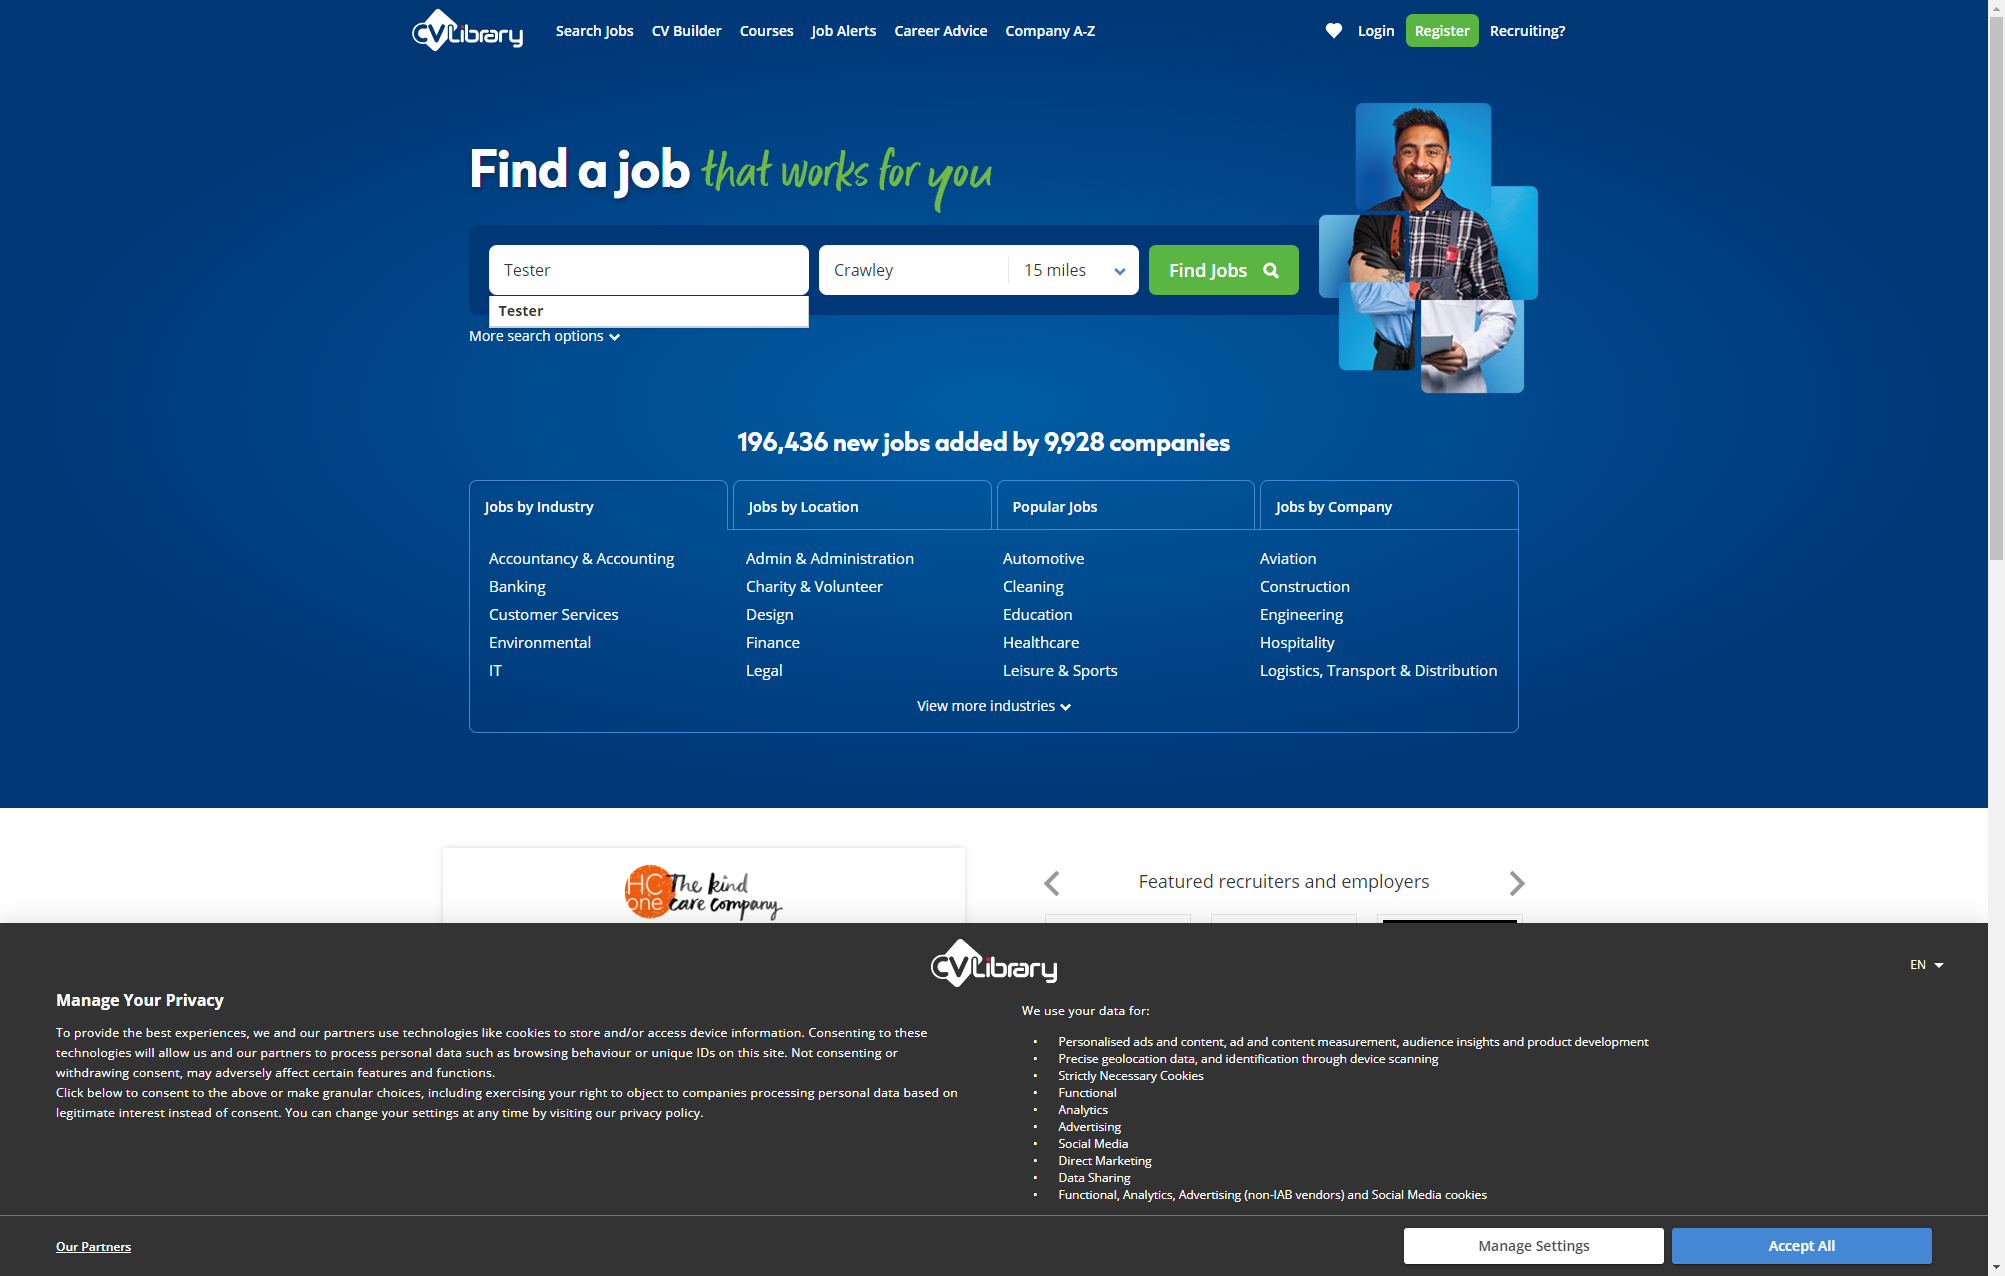 CVLibrary
Search Jobs
CV Builder
Courses
Job Alerts
Career Advice
Company A-Z
Login
Register
Recruiting?
Find a job that works for you
Tester
Crawley
15 miles
Find Jobs
Tester
More search options
196,436 new jobs added by 9,928 companies
Jobs by Industry
Jobs by Location
Popular Jobs
Jobs by Company
Accountancy & Accounting
Admin & Administration
Automotive
Aviation
Banking
Charity & Volunteer
Cleaning
Construction
Customer Services
Design
Education
Engineering
Environmental
Finance
Healthcare
Hospitality
IT
Legal
Leisure & Sports
Logistics, Transport & Distribution
View more industries
HC one The kind care company
Featured recruiters and employers
CVLibrary
EN
Manage Your Privacy
To provide the best experiences, we and our partners use technologies like cookies to store and/or access device information. Consenting to these
technologies will allow us and our partners to process personal data such as browsing behaviour or unique IDs on this site. Not consenting or
withdrawing consent, may adversely affect certain features and functions.
Click below to consent to the above or make granular choices, including exercising your right to object to companies processing personal data based on
legitimate interest instead of consent. You can change your settings at any time by visiting our privacy policy.
We use your data for:
• Personalised ads and content, ad and content measurement, audience insights and product development
• Precise geolocation data, and identification through device scanning
• Strictly Necessary Cookies
• Functional
• Analytics
• Advertising
• Social Media
• Direct Marketing
• Data Sharing
• Functional, Analytics, Advertising (non-IAB vendors) and Social Media cookies
Our Partners
Manage Settings
Accept All